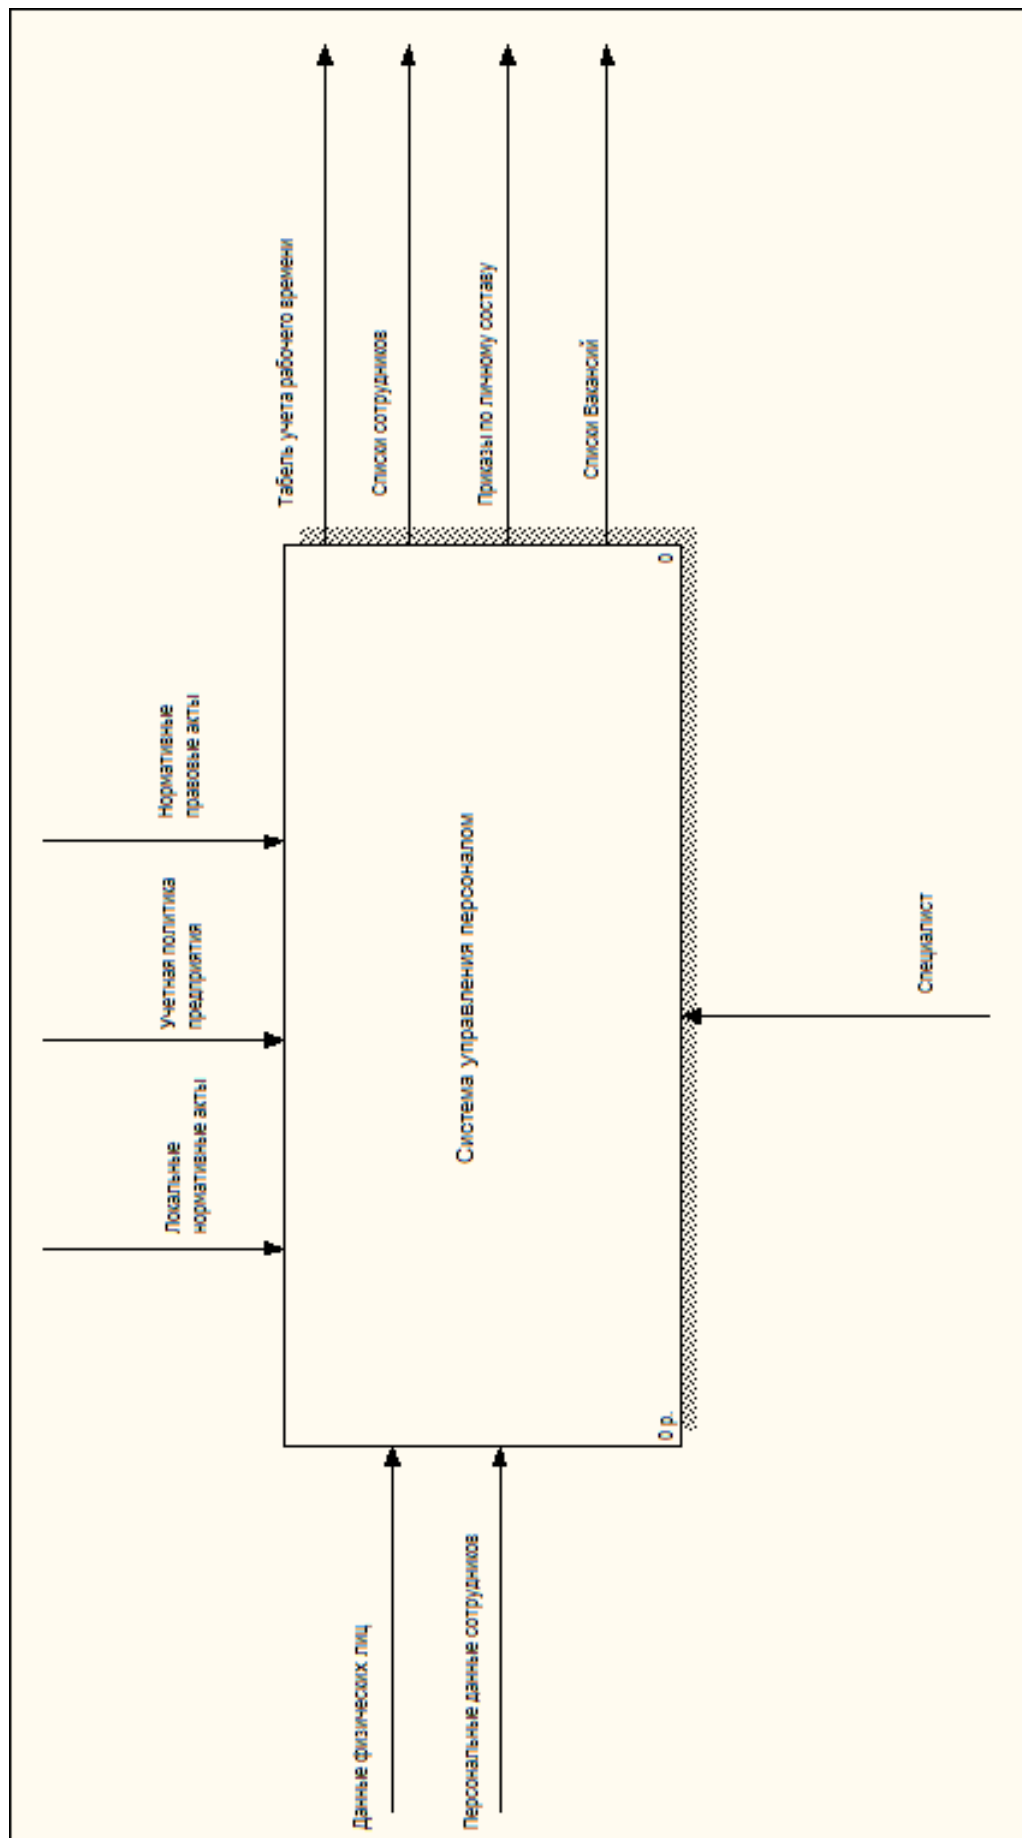 Локальные
нормативные акты
Учетная политика
предприятия
Нормативные
правовые акты
Данные физических лиц
Персональные данные сотрудников
Система управления персоналом
0 р.
0
Табель учета рабочего времени
Списки сотрудников
Приказы по личному составу
Списки Вакансий
Специалист